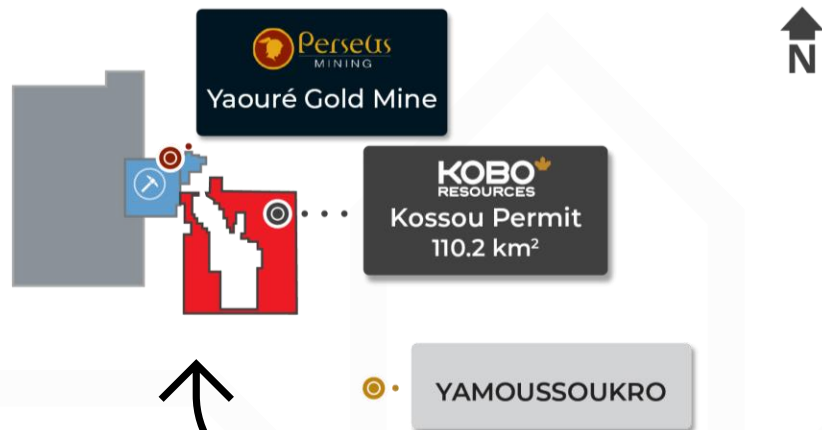 Perseus
MINING
Yaouré Gold Mine
N
KOBO
RESOURCES
Kossou Permit
110.2 km²
YAMOUSSOUKRO